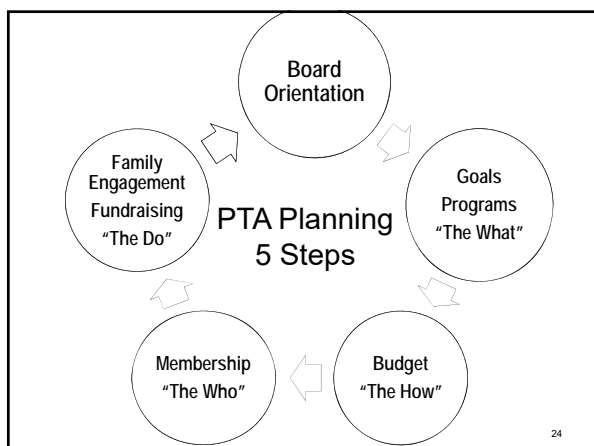 Board
Orientation
Goals
Programs
“The What”
Budget
“The How”
Membership
“The Who”
Family
Engagement
Fundraising
“The Do”
PTA Planning
5 Steps
24